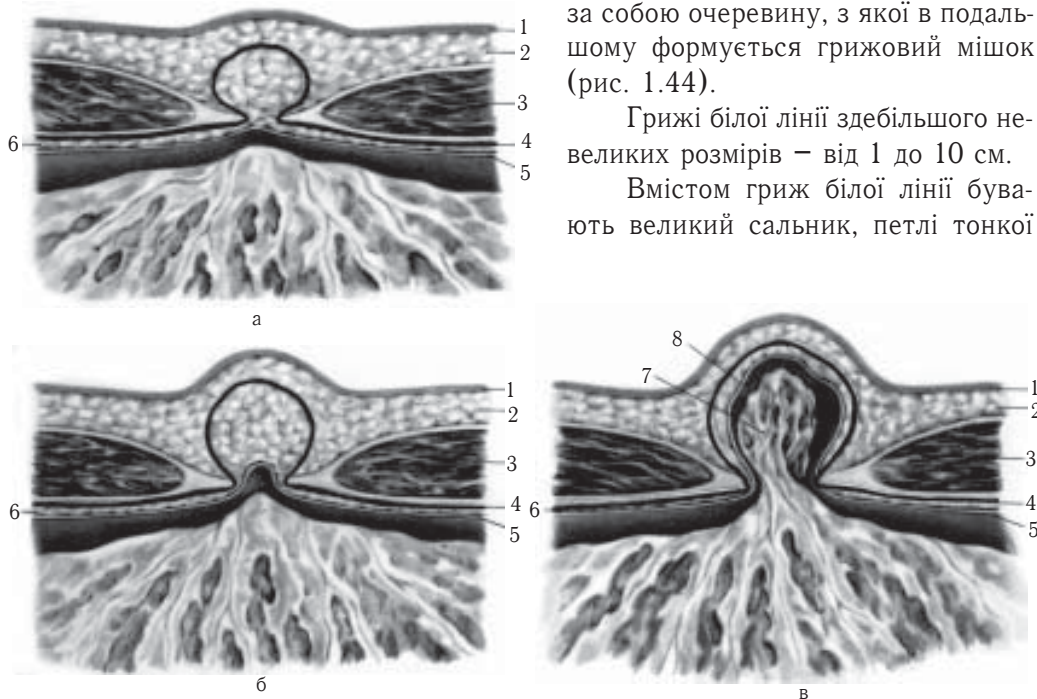 за собою очеревину, з якої в подаль-
шому формується грижовий мішок
(рис. 1.44).
Грижі білої лінії здебільшого не-
великих розмірів – від 1 до 10 см.
Вмістом гриж білої лінії бува-
ють великий сальник, петлі тонкої
1
2
3
6
4
5
а
1
2
3
6
4
5
б
8
7
1
2
3
6
4
5
в